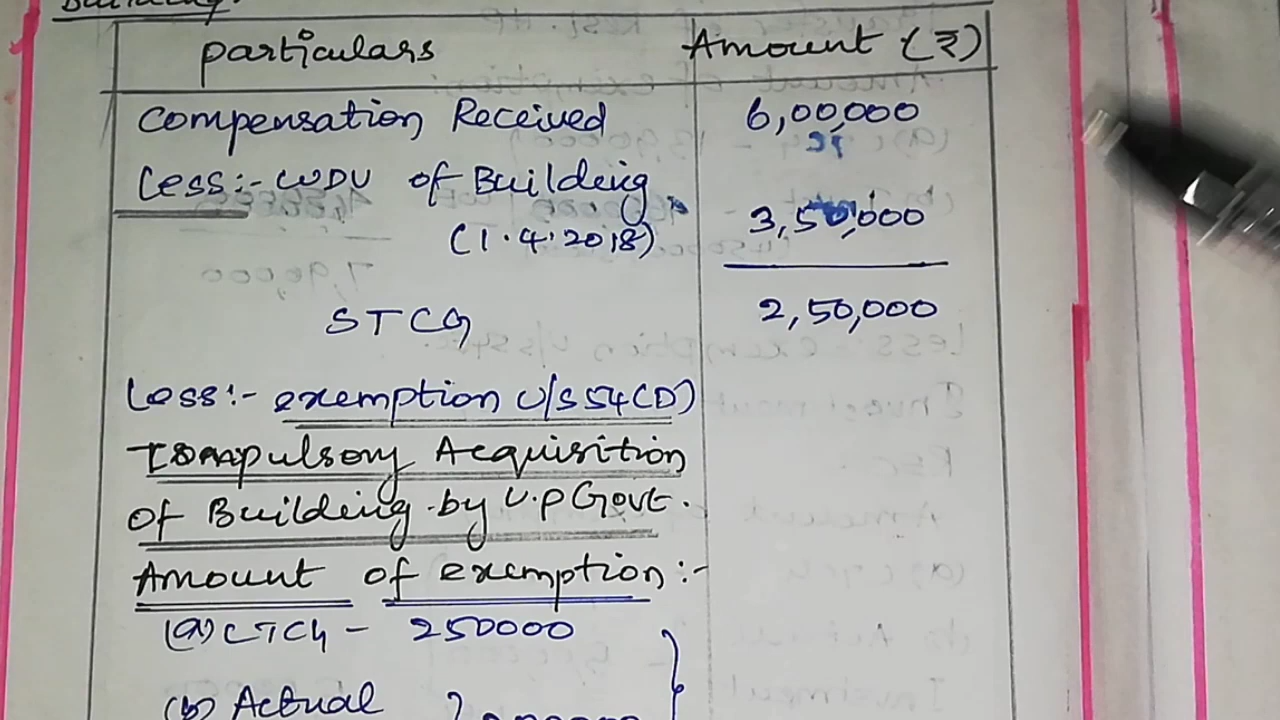 Building:
Particulars Amount (₹)
Compensation Received 6,00,000
Less:- WDV of Building
(1.4.2018) 3,50,000
STCG 2,50,000
Less:- exemption U/S 54(D)
Compulsory Acquisition
of Building by U.P Govt.
Amount of exemption:-
(a) LTCG - 250000
(b) Actual